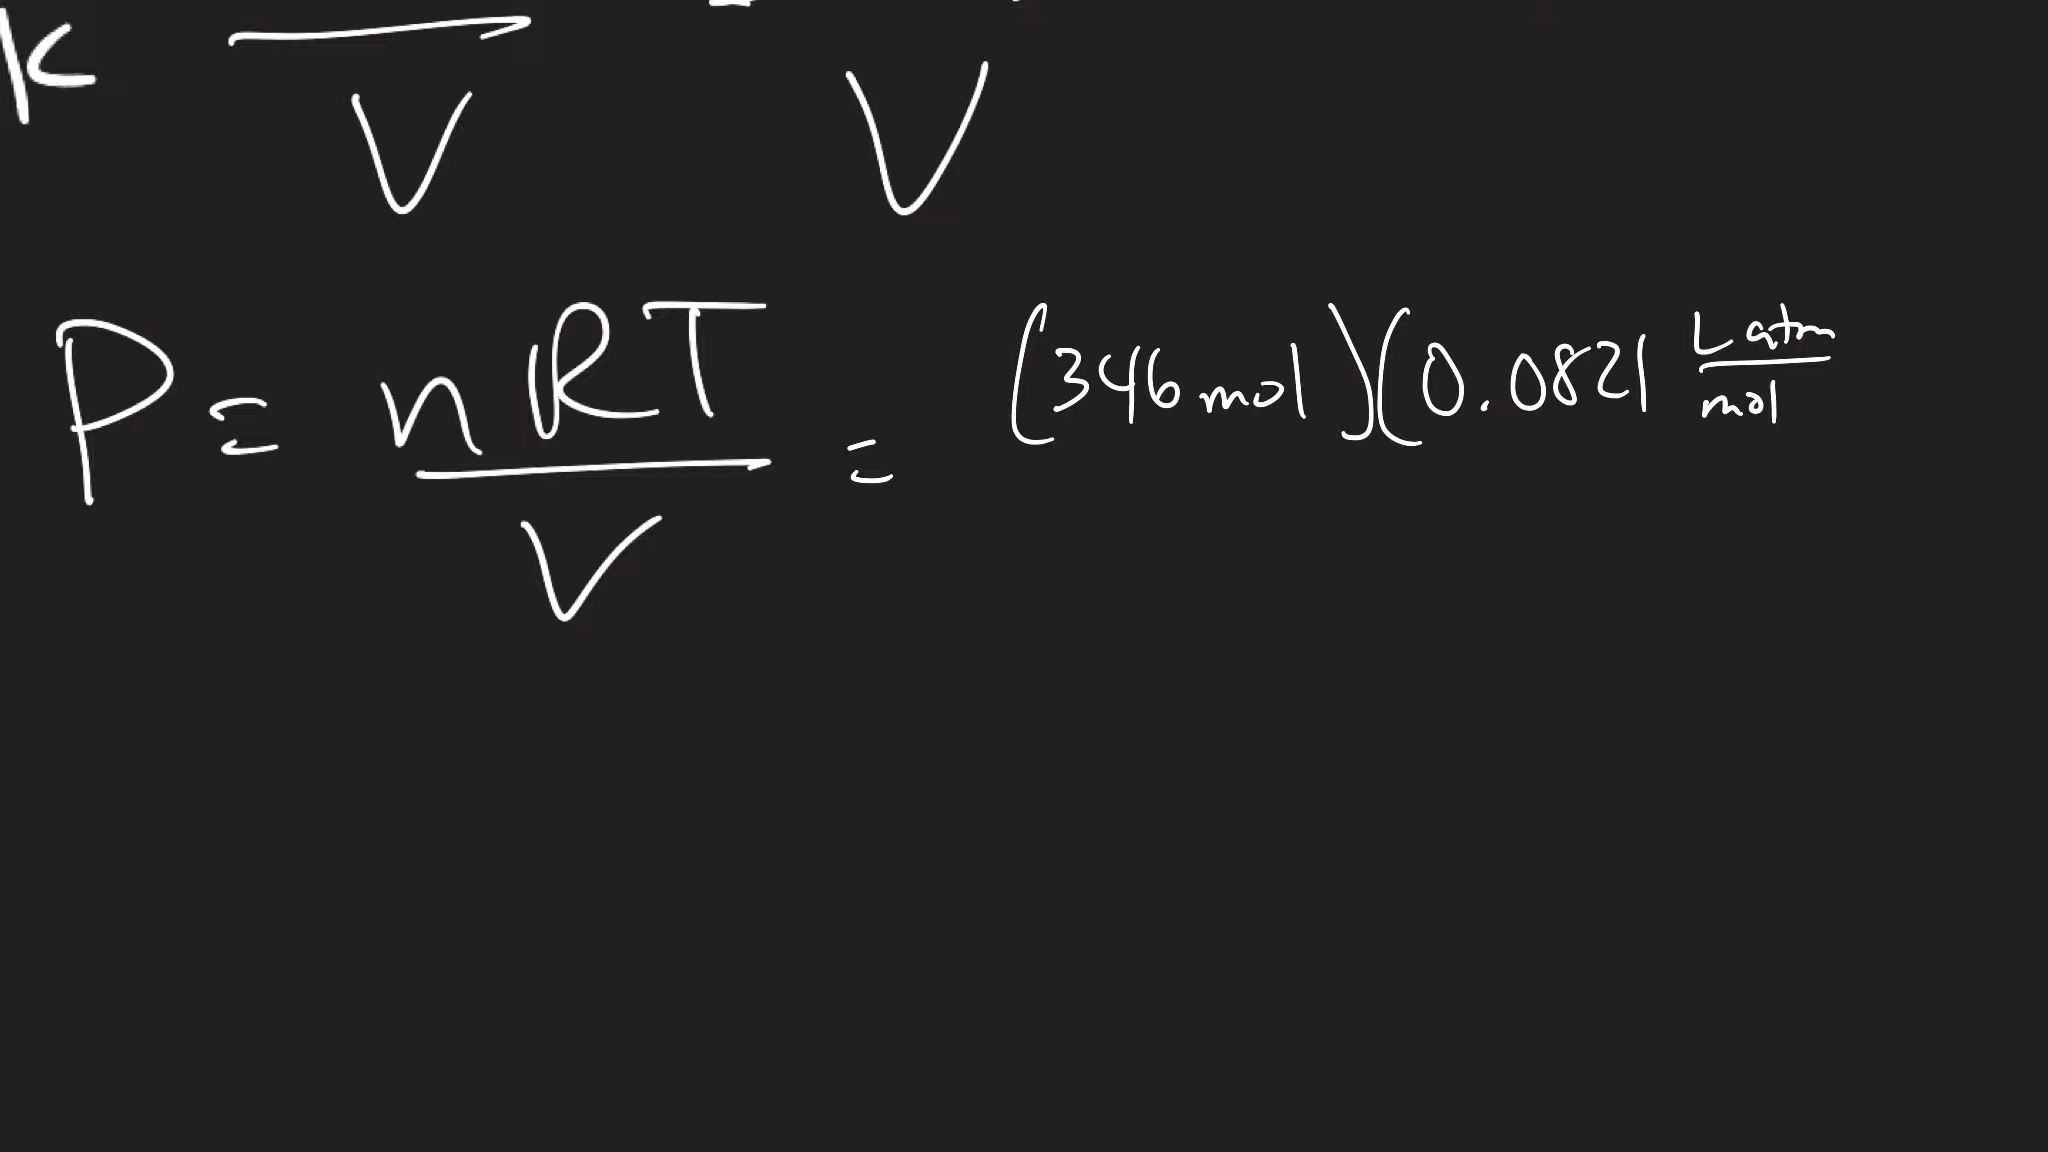 K
V V
P = nRT / V = (346 mol)(0.0821 L atm / mol